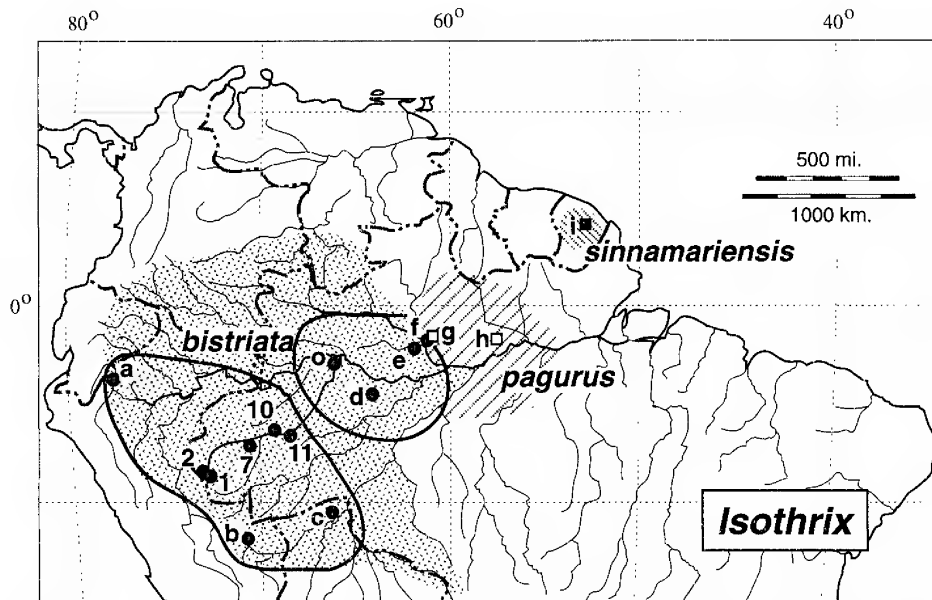 80° 60° 40°
500 mi.
1000 km.
i
sinnamariensis
0°
bistriata
f
g
h
o
e
pagurus
a
d
10
11
2
7
1
b
c
Isothrix